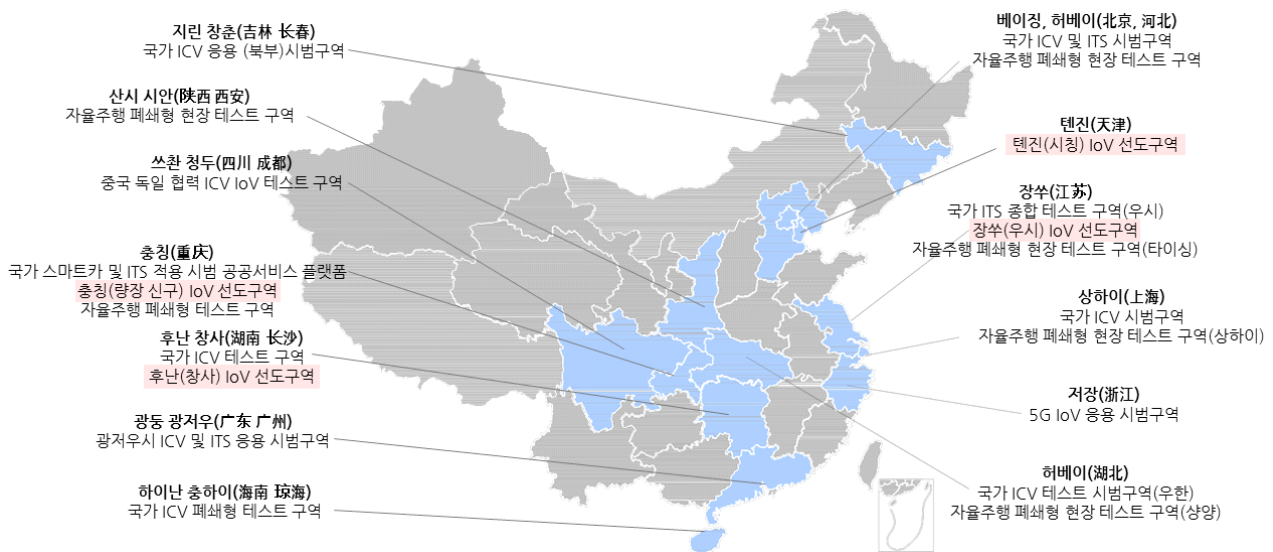 지린 창춘(吉林 长春)
국가 ICV 응용 (북부)시범구역
산시 시안(陕西 西安)
자율주행 폐쇄형 현장 테스트 구역
쓰촨 청두(四川 成都)
중국 독일 협력 ICV IoV 테스트 구역
충칭(重庆)
국가 스마트카 및 ITS 적용 시범 공공서비스 플랫폼
충칭(량장 신구) IoV 선도구역
자율주행 폐쇄형 테스트 구역
후난 창사(湖南 长沙)
국가 ICV 테스트 구역
후난(창사) IoV 선도구역
광둥 광저우(广东 广州)
광저우시 ICV 및 ITS 응용 시범구역
하이난 충하이(海南 琼海)
국가 ICV 폐쇄형 테스트 구역
베이징, 허베이(北京, 河北)
국가 ICV 및 ITS 시범구역
자율주행 폐쇄형 현장 테스트 구역
톈진(天津)
톈진(시칭) IoV 선도구역
장쑤(江苏)
국가 ITS 종합 테스트 구역(우시)
장쑤(우시) IoV 선도구역
자율주행 폐쇄형 현장 테스트 구역(타이싱)
상하이(上海)
국가 ICV 시범구역
자율주행 폐쇄형 현장 테스트 구역(상하이)
저장(浙江)
5G IoV 응용 시범구역
허베이(湖北)
국가 ICV 테스트 시범구역(우한)
자율주행 폐쇄형 현장 테스트 구역(샹양)